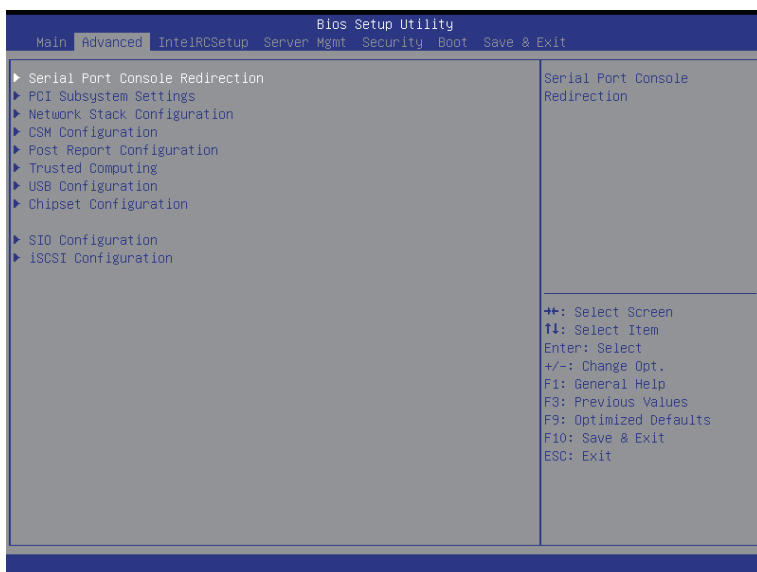 Bios Setup Utility
Main Advanced IntelRCSetup Server Mgmt Security Boot Save & Exit
Serial Port Console Redirection
PCI Subsystem Settings
Network Stack Configuration
CSM Configuration
Post Report Configuration
Trusted Computing
USB Configuration
Chipset Configuration
SIO Configuration
iSCSI Configuration
Serial Port Console
Redirection
→←: Select Screen
↑↓: Select Item
Enter: Select
+/-: Change Opt.
F1: General Help
F3: Previous Values
F9: Optimized Defaults
F10: Save & Exit
ESC: Exit